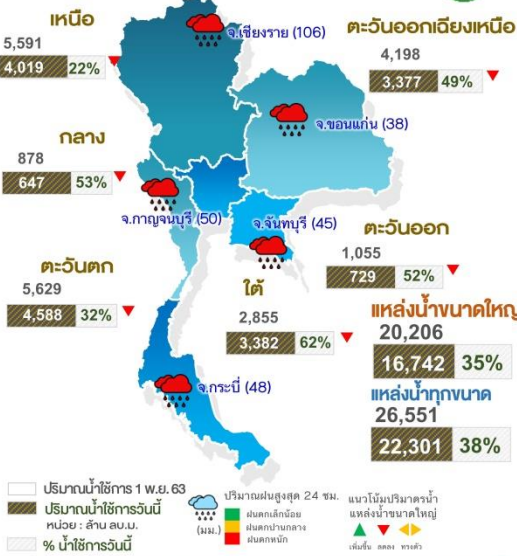 เหนือ
5,591
4,019 22%
จ.เชียงราย (106)
ตะวันออกเฉียงเหนือ
4,198
3,377 49%
จ.ขอนแก่น (38)
กลาง
878
647 53%
จ.กาญจนบุรี (50)
จ.จันทบุรี (45)
ตะวันออก
1,055
729 52%
ตะวันตก
5,629
4,588 32%
ใต้
2,855
3,382 62%
จ.กระบี่ (48)
แหล่งน้ำขนาดใหญ่
20,206
16,742 35%
แหล่งน้ำทุกขนาด
26,551
22,301 38%
ปริมาณน้ำใช้การ 1 พ.ย. 63
ปริมาณน้ำใช้การวันนี้
หน่วย : ล้าน ลบ.ม.
% น้ำใช้การวันนี้
ปริมาณฝนสูงสุด 24 ชม.
(มม.)
ฝนตกเล็กน้อย
ฝนตกปานกลาง
ฝนตกหนัก
แนวโน้มปริมาตรน้ำ
แหล่งน้ำขนาดใหญ่
เพิ่มขึ้น ลดลง ทรงตัว